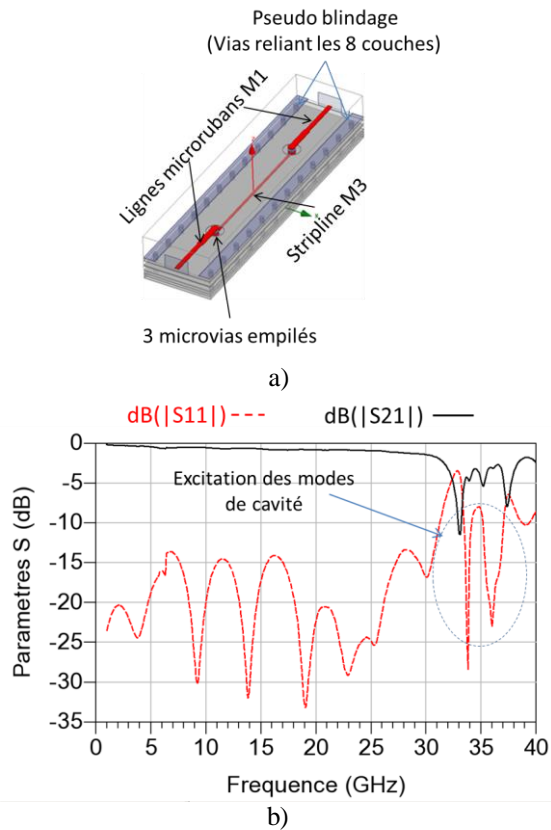 Pseudo blindage
(Vias reliant les 8 couches)
Lignes microrubans M1
Stripline M3
3 microvias empilés
a)
dB(|S11|) --- dB(|S21|) —
0
-5
-10
-15
-20
-25
-30
-35
Excitation des modes
de cavité
Parametres S (dB)
0 5 10 15 20 25 30 35 40
Frequence (GHz)
b)